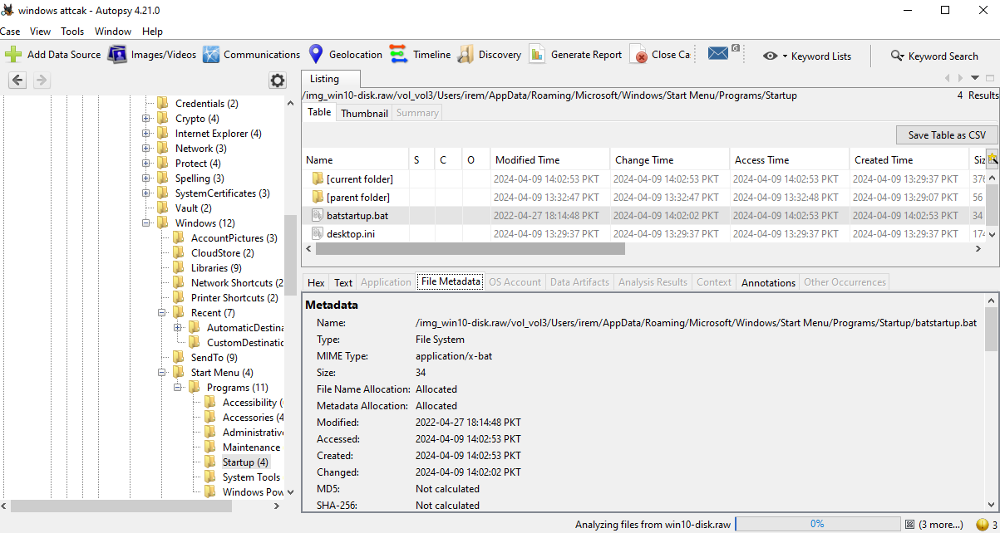 windows attcak - Autopsy 4.21.0
Case View Tools Window Help
Add Data Source Images/Videos Communications Geolocation Timeline Discovery Generate Report Close Ca Keyword Lists Keyword Search
Listing
/img_win10-disk.raw/vol_vol3/Users/irem/AppData/Roaming/Microsoft/Windows/Start Menu/Programs/Startup 4 Results
Table Thumbnail Summary
Save Table as CSV
Name S C O Modified Time Change Time Access Time Created Time Siz
[current folder] 2024-04-09 14:02:53 PKT 2024-04-09 14:02:53 PKT 2024-04-09 14:02:53 PKT 2024-04-09 13:29:37 PKT 376
[parent folder] 2024-04-09 13:32:47 PKT 2024-04-09 13:32:47 PKT 2024-04-09 13:32:48 PKT 2024-04-09 13:29:07 PKT 56
batstartup.bat 2022-04-27 18:14:48 PKT 2024-04-09 14:02:02 PKT 2024-04-09 14:02:53 PKT 2024-04-09 14:02:53 PKT 34
desktop.ini 2024-04-09 13:29:37 PKT 2024-04-09 13:29:37 PKT 2024-04-09 13:29:37 PKT 2024-04-09 13:29:37 PKT 174
Credentials (2)
Crypto (4)
Internet Explorer (4)
Network (3)
Protect (4)
Spelling (3)
SystemCertificates (3)
Vault (2)
Windows (12)
AccountPictures (3)
CloudStore (2)
Libraries (9)
Network Shortcuts (2
Printer Shortcuts (2)
Recent (7)
AutomaticDestina
CustomDestinatic
SendTo (9)
Start Menu (4)
Programs (11)
Accessibility (
Accessories (4
Administrativ
Maintenance
Startup (4)
System Tools
Windows Pow
Hex Text Application File Metadata OS Account Data Artifacts Analysis Results Context Annotations Other Occurrences
Metadata
Name: /img_win10-disk.raw/vol_vol3/Users/irem/AppData/Roaming/Microsoft/Windows/Start Menu/Programs/Startup/batstartup.bat
Type: File System
MIME Type: application/x-bat
Size: 34
File Name Allocation: Allocated
Metadata Allocation: Allocated
Modified: 2022-04-27 18:14:48 PKT
Accessed: 2024-04-09 14:02:53 PKT
Created: 2024-04-09 14:02:53 PKT
Changed: 2024-04-09 14:02:02 PKT
MD5: Not calculated
SHA-256: Not calculated
Analyzing files from win10-disk.raw 0% (3 more...) 3